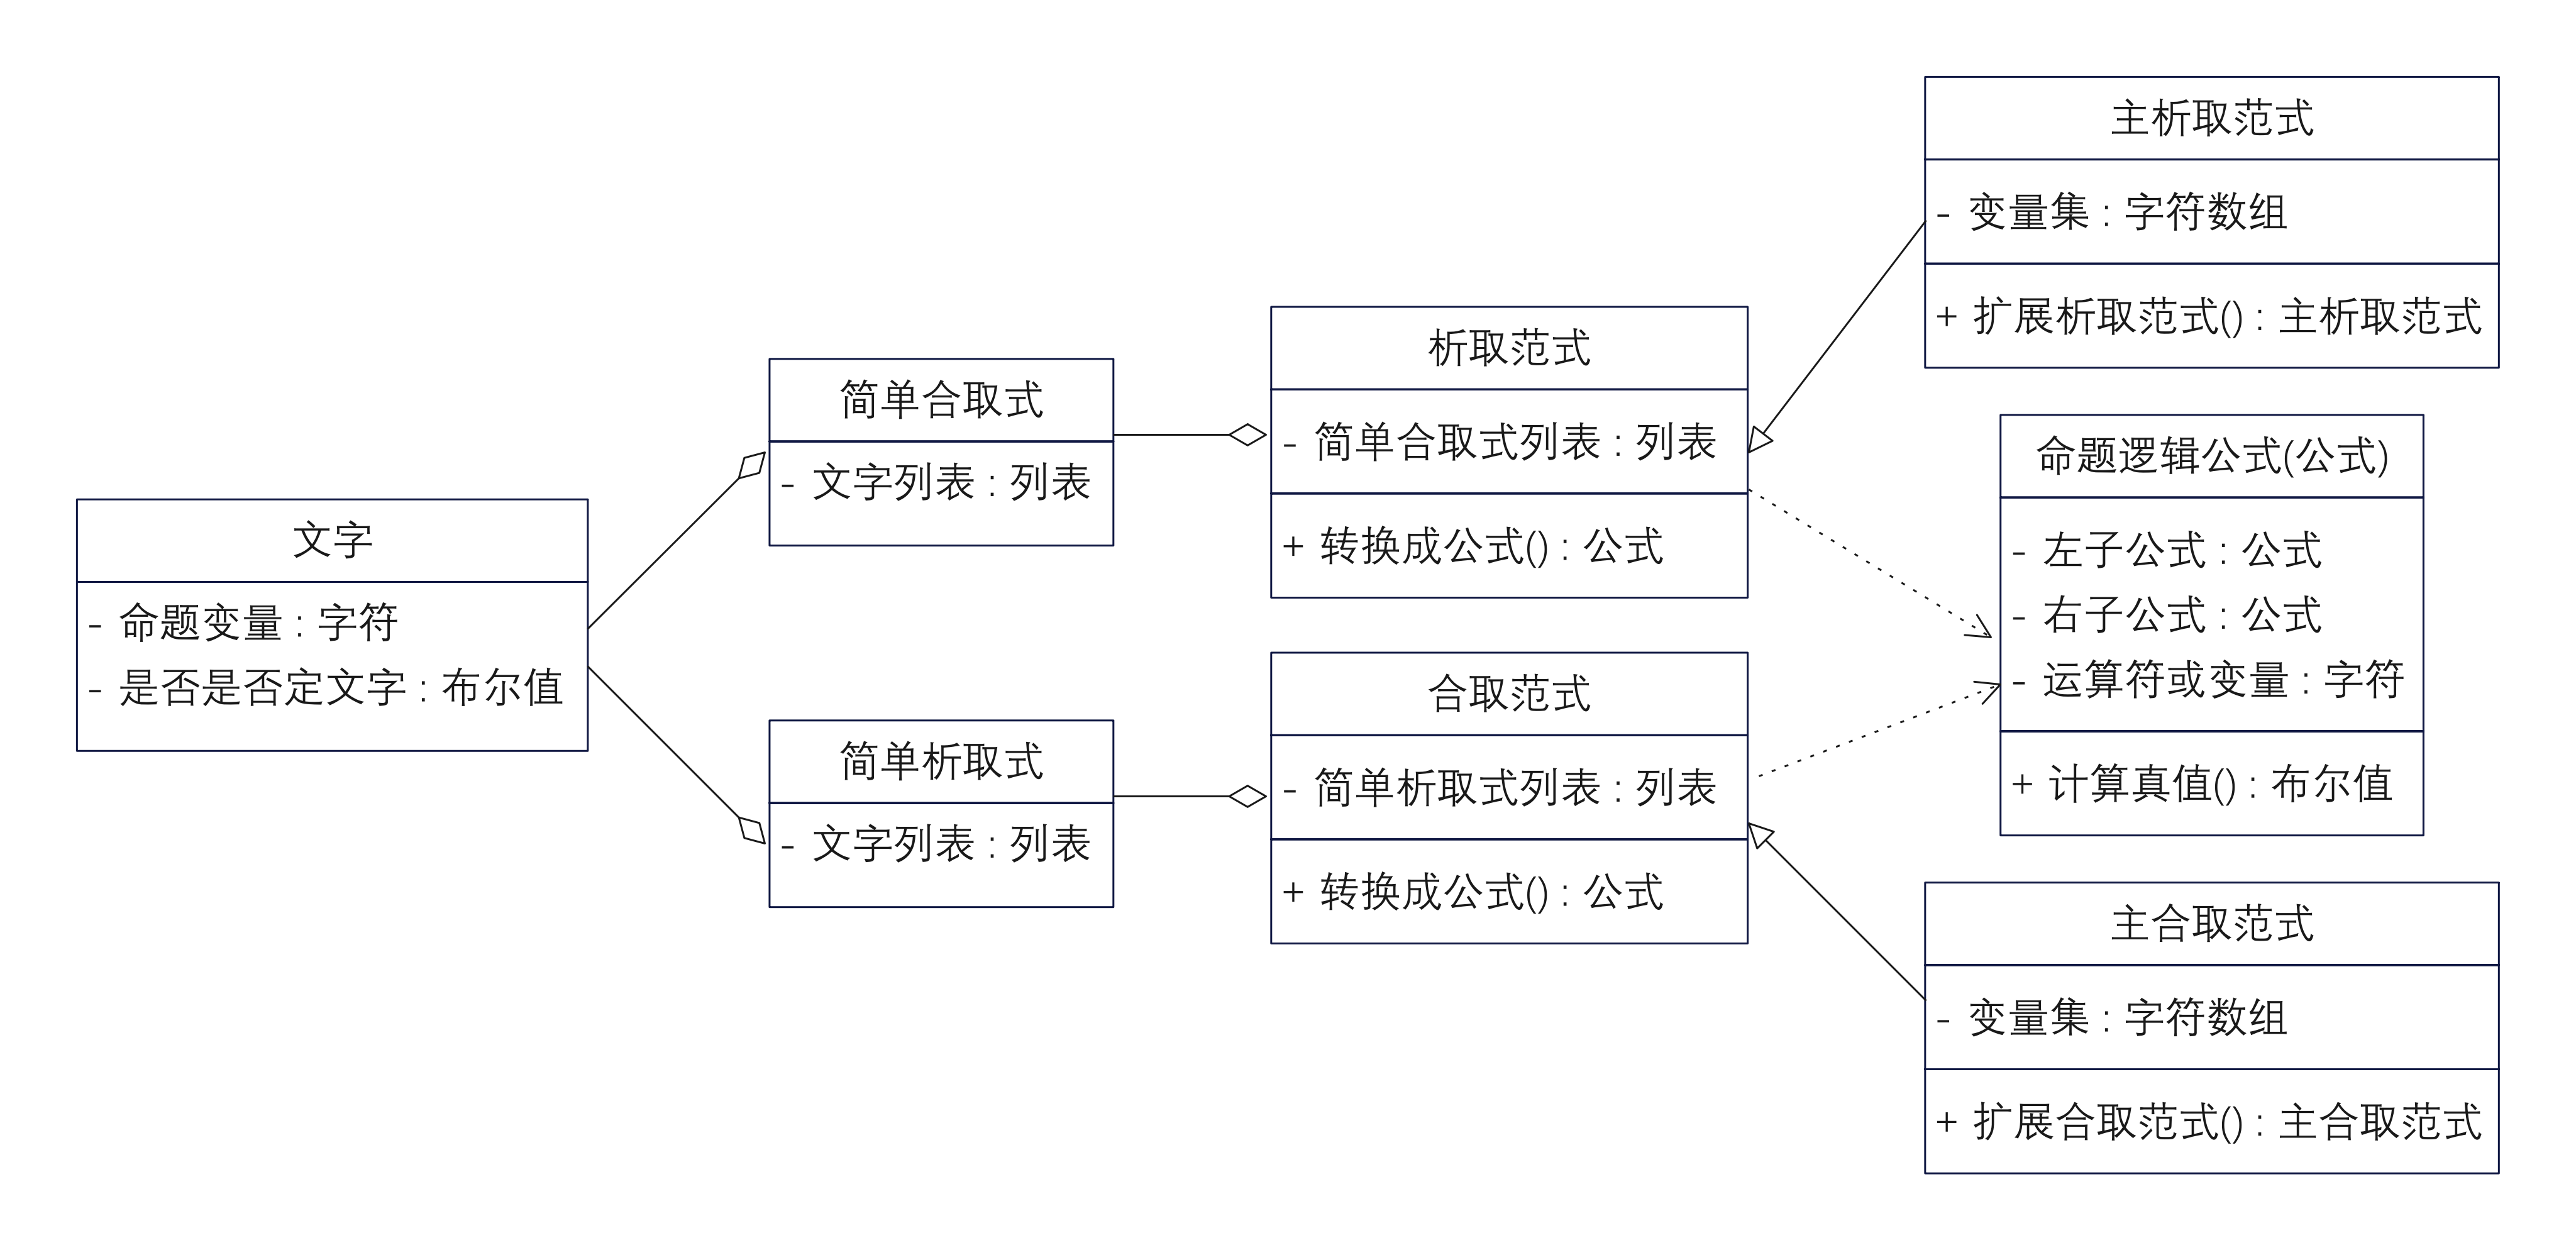 文字
- 命题变量 : 字符
- 是否是否定文字 : 布尔值
简单合取式
- 文字列表 : 列表
简单析取式
- 文字列表 : 列表
析取范式
- 简单合取式列表 : 列表
+ 转换成公式() : 公式
合取范式
- 简单析取式列表 : 列表
+ 转换成公式() : 公式
主析取范式
- 变量集 : 字符数组
+ 扩展析取范式() : 主析取范式
命题逻辑公式(公式)
- 左子公式 : 公式
- 右子公式 : 公式
- 运算符或变量 : 字符
+ 计算真值() : 布尔值
主合取范式
- 变量集 : 字符数组
+ 扩展合取范式() : 主合取范式